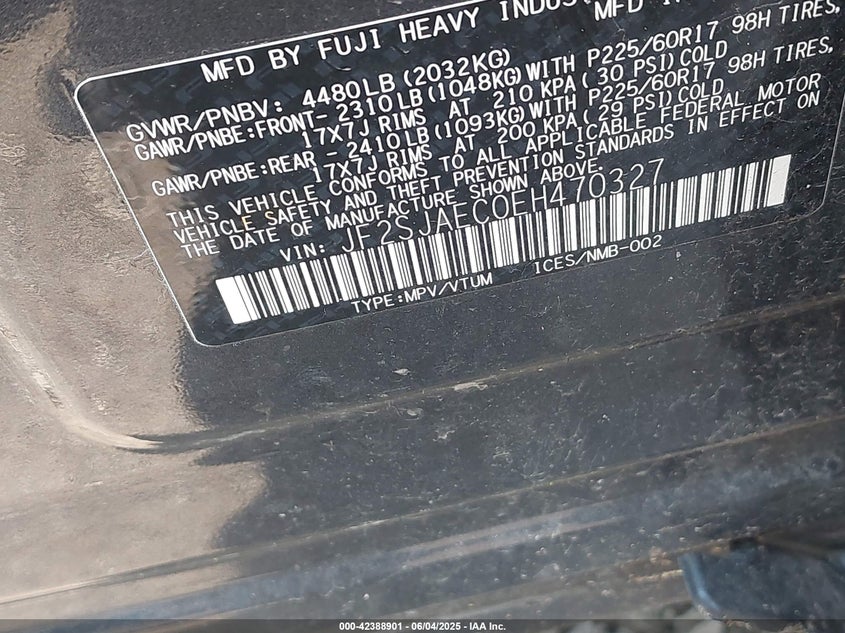 MFD BY FUJI HEAVY INDUS
MFD IN
GVWR/PNBV: 4480LB(2032KG)
GAWR/PNBE:FRONT- 2310LB(1048KG)WITH P225/60R17 98H TIRES,
17X7J RIMS AT 210 KPA(30 PSI)COLD
GAWR/PNBE:REAR - 2410LB(1093KG)WITH P225/60R17 98H TIRES,
17X7J RIMS AT 200 KPA(29 PSI)COLD
THIS VEHICLE CONFORMS TO ALL APPLICABLE FEDERAL MOTOR
VEHICLE SAFETY AND THEFT PREVENTION STANDARDS IN EFFECT ON
THE DATE OF MANUFACTURE SHOWN ABOVE.
VIN: JF2SJAEC0EH470327
TYPE:MPV/VTUM ICES/NMB-002
000-42388901 - 06/04/2025 - IAA Inc.